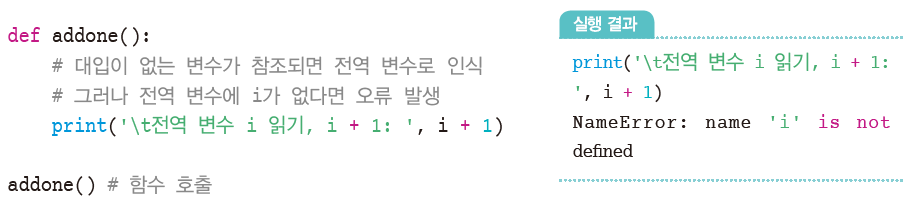 def addone():
    # 대입이 없는 변수가 참조되면 전역 변수로 인식
    # 그러나 전역 변수에 i가 없다면 오류 발생
    print('\t전역 변수 i 읽기, i + 1: ', i + 1)
addone() # 함수 호출
실행 결과
print('\t전역 변수 i 읽기, i + 1:
', i + 1)
NameError: name 'i' is not
defined